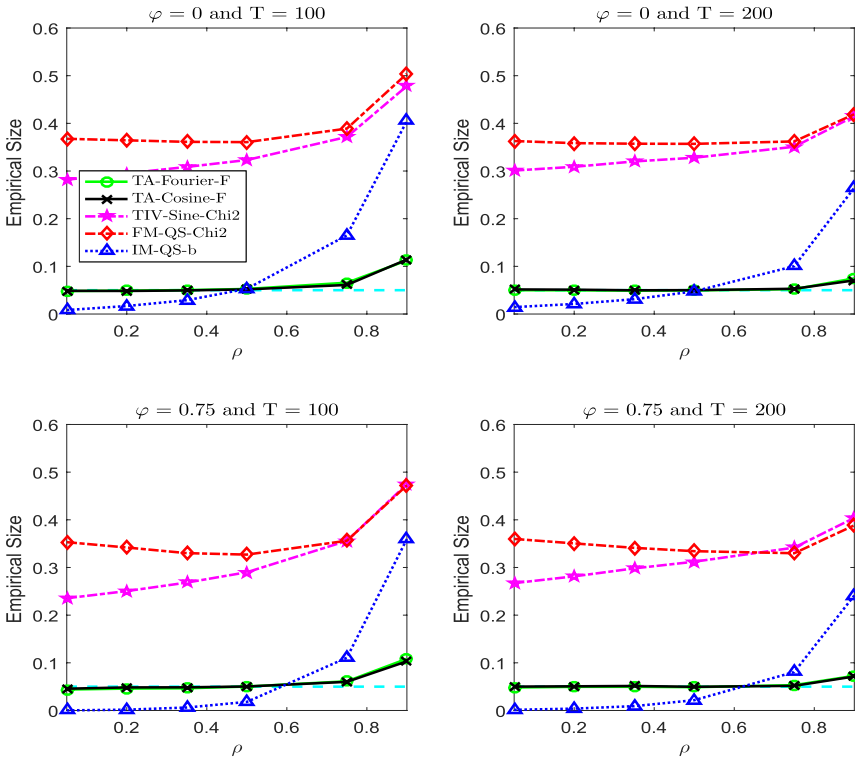 φ = 0 and T = 100
0.6
0.5
0.4
0.3
0.2
0.1
0
Empirical Size
TA-Fourier-F
TA-Cosine-F
TIV-Sine-Chi2
FM-QS-Chi2
IM-QS-b
0.2 0.4 0.6 0.8
ρ
φ = 0 and T = 200
0.6
0.5
0.4
0.3
0.2
0.1
0
Empirical Size
0.2 0.4 0.6 0.8
ρ
φ = 0.75 and T = 100
0.6
0.5
0.4
0.3
0.2
0.1
0
Empirical Size
0.2 0.4 0.6 0.8
ρ
φ = 0.75 and T = 200
0.6
0.5
0.4
0.3
0.2
0.1
0
Empirical Size
0.2 0.4 0.6 0.8
ρ